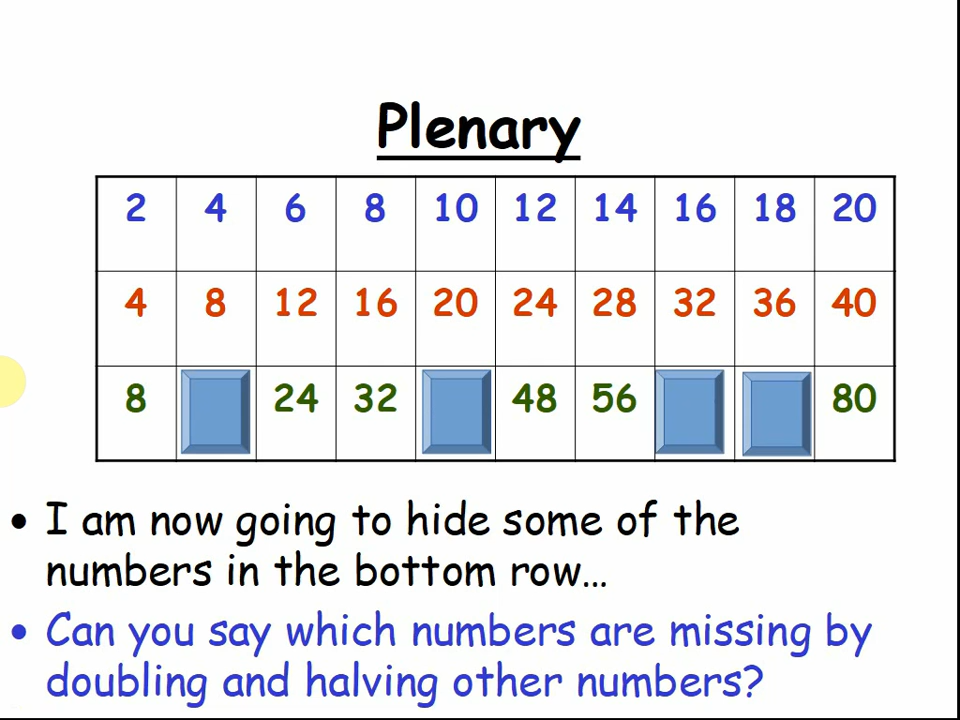 Plenary
2 4 6 8 10 12 14 16 18 20
4 8 12 16 20 24 28 32 36 40
8 24 32 48 56 80
• I am now going to hide some of the
numbers in the bottom row...
• Can you say which numbers are missing by
doubling and halving other numbers?